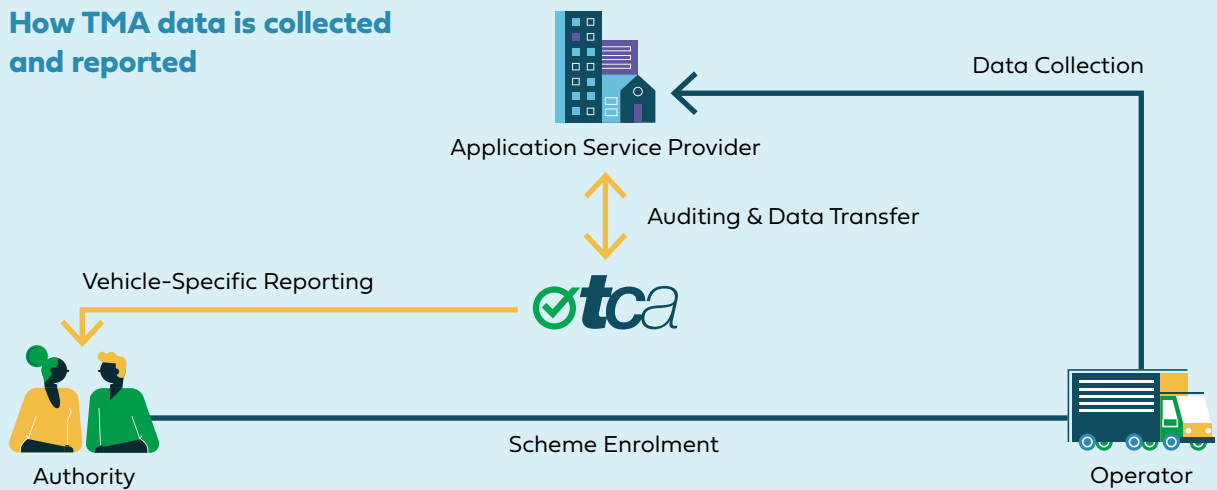 How TMA data is collected
and reported
Data Collection
Application Service Provider
Auditing & Data Transfer
Vehicle-Specific Reporting
tca
Scheme Enrolment
Authority
Operator